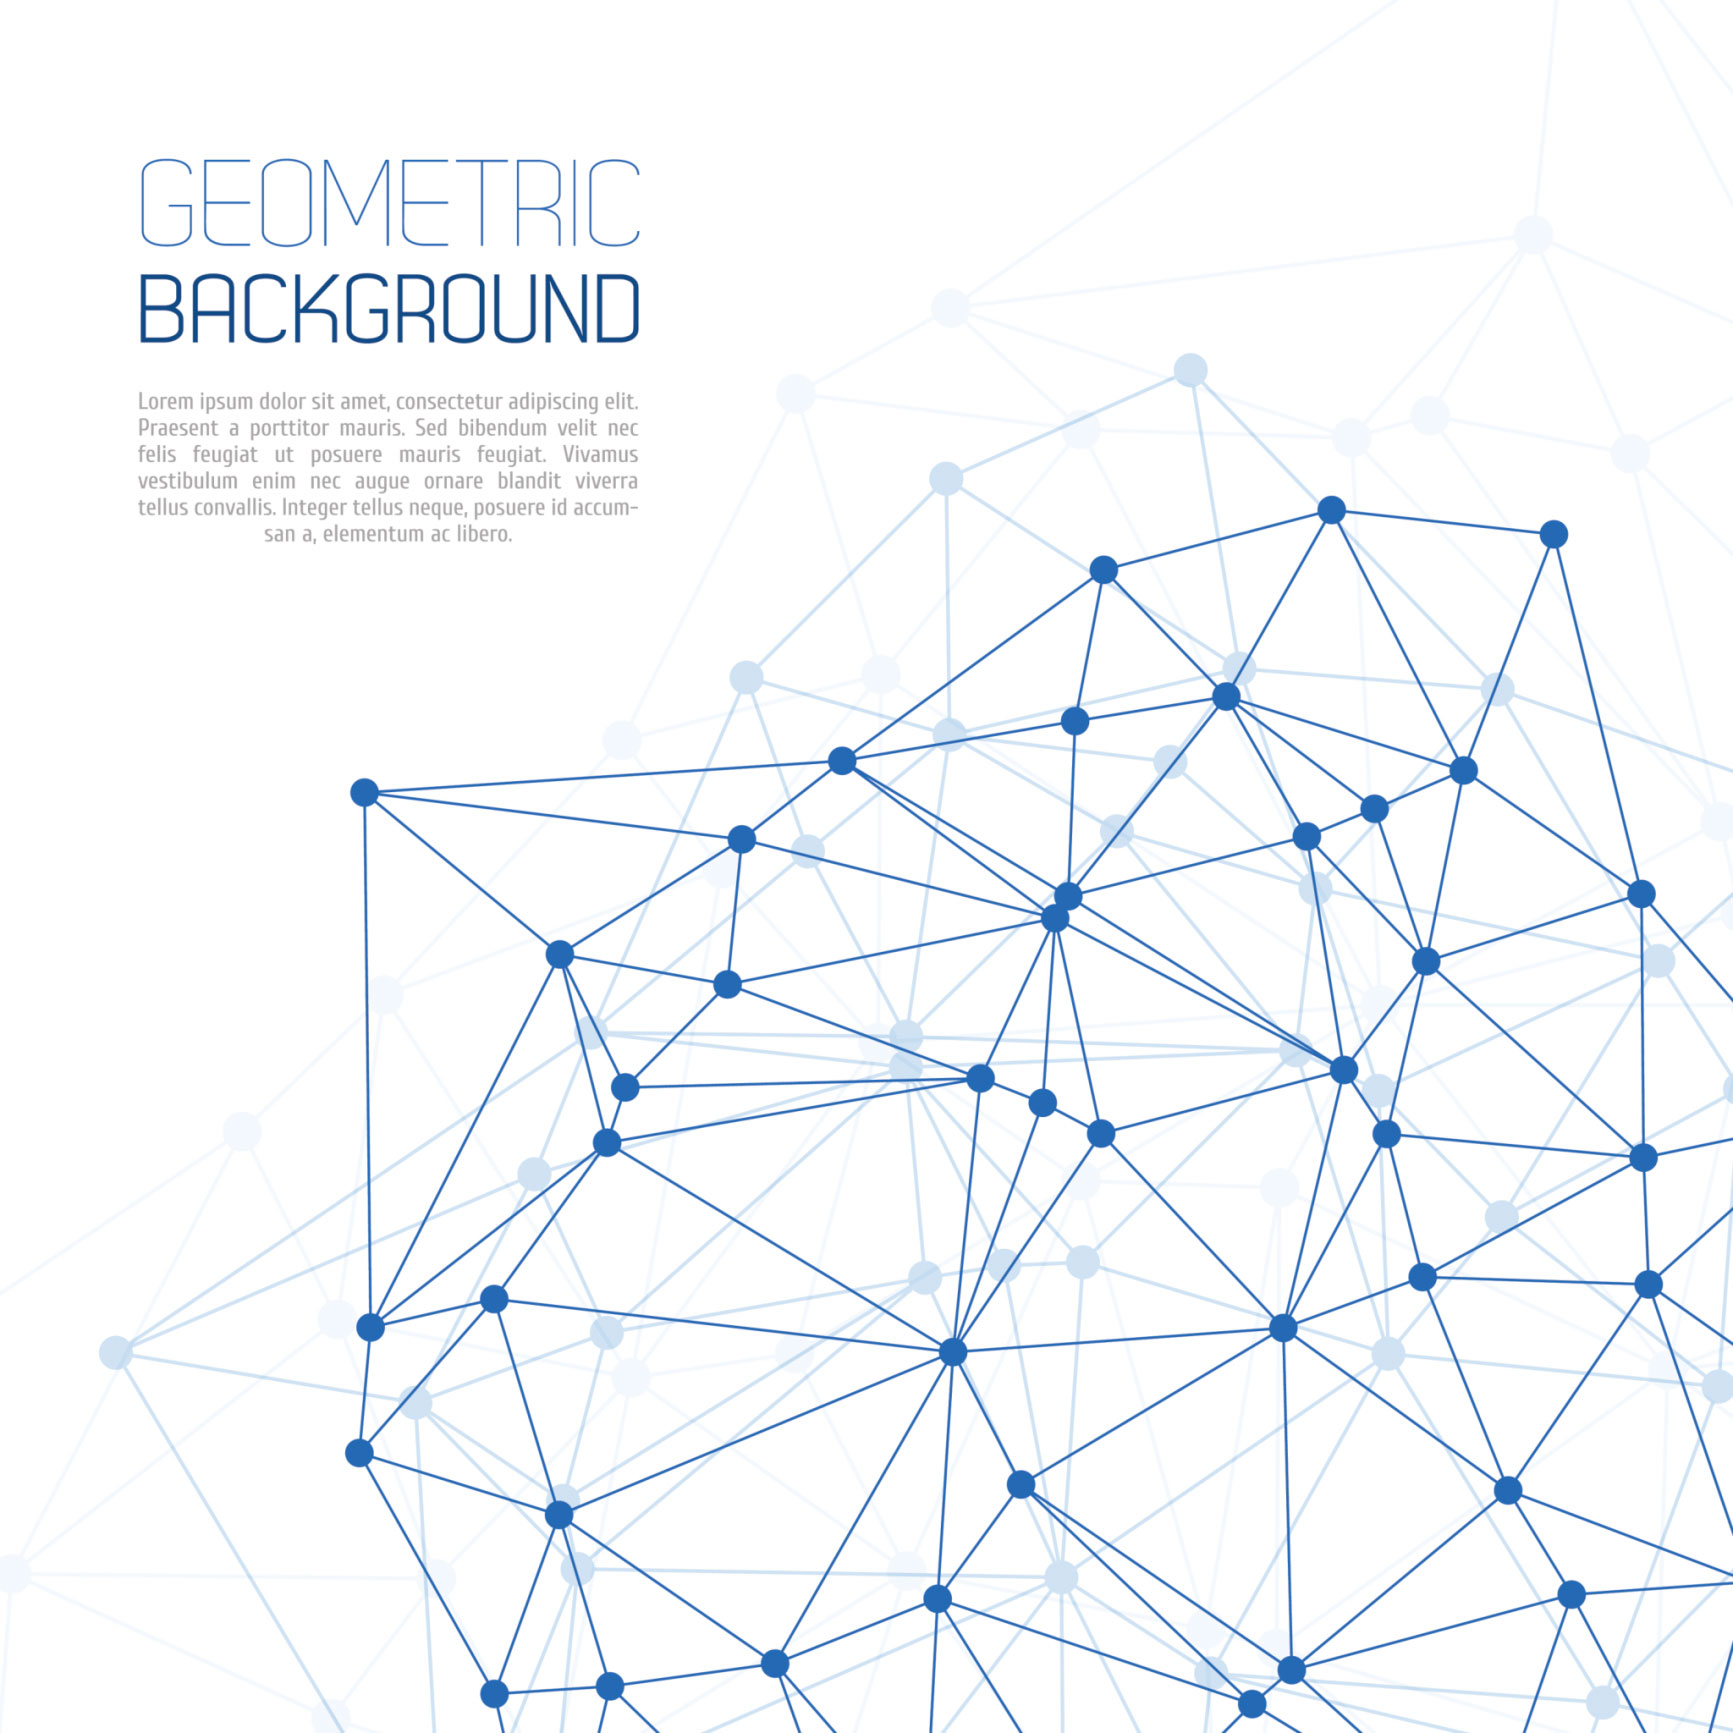 GEOMETRIC
BACKGROUND
Lorem ipsum dolor sit amet, consectetur adipiscing elit.
Praesent a porttitor mauris. Sed bibendum velit nec
felis feugiat ut posuere mauris feugiat. Vivamus
vestibulum enim nec augue ornare blandit viverra
tellus convallis. Integer tellus neque, posuere id accum-
san a, elementum ac libero.